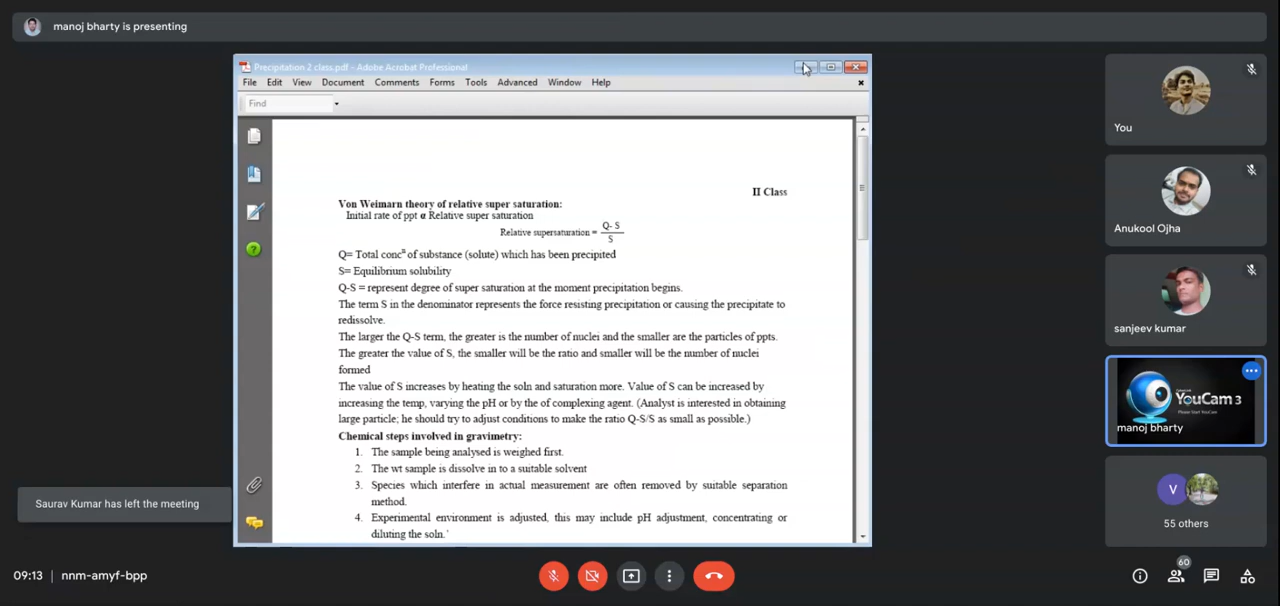 manoj bharty is presenting
Precipitation 2 class.pdf - Adobe Acrobat Professional
File Edit View Document Comments Forms Tools Advanced Window Help
Find
II Class
Von Weimarn theory of relative super saturation:
Initial rate of ppt α Relative super saturation
Relative supersaturation = Q- S
S
Q= Total concⁿ of substance (solute) which has been precipited
S= Equilibrium solubility
Q-S = represent degree of super saturation at the moment precipitation begins.
The term S in the denominator represents the force resisting precipitation or causing the precipitate to
redissolve.
The larger the Q-S term, the greater is the number of nuclei and the smaller are the particles of ppts.
The greater the value of S, the smaller will be the ratio and smaller will be the number of nuclei
formed
The value of S increases by heating the soln and saturation more. Value of S can be increased by
increasing the temp, varying the pH or by the of complexing agent. (Analyst is interested in obtaining
large particle; he should try to adjust conditions to make the ratio Q-S/S as small as possible.)
Chemical steps involved in gravimetry:
1. The sample being analysed is weighed first.
2. The wt sample is dissolve in to a suitable solvent
3. Species which interfere in actual measurement are often removed by suitable separation
method.
4. Experimental environment is adjusted, this may include pH adjustment, concentrating or
diluting the soln.`
You
Anukool Ojha
sanjeev kumar
YouCam 3
manoj bharty
V
55 others
Saurav Kumar has left the meeting
09:13 | nnm-amyf-bpp
60